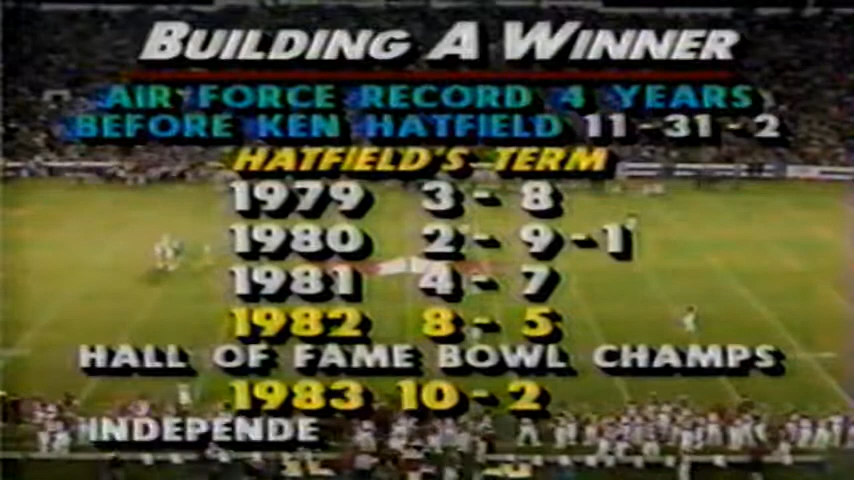 BUILDING A WINNER
AIR FORCE RECORD 4 YEARS
BEFORE KEN HATFIELD 11-31-2
HATFIELD'S TERM
1979 3-8
1980 2-9-1
1981 4-7
1982 8-5
HALL OF FAME BOWL CHAMPS
1983 10-2
INDEPENDE